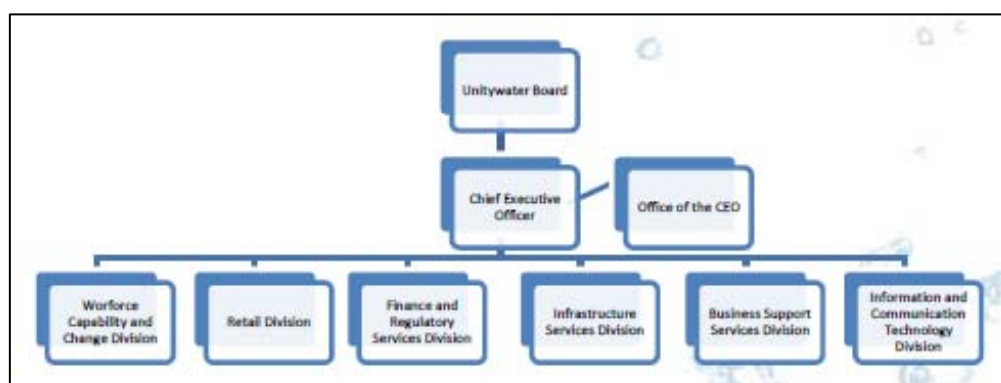 Unitywater Board
Chief Executive
Officer
Office of the CEO
Worforce
Capability and
Change Division
Retail Division
Finance and
Regulatory
Services Division
Infrastructure
Services Division
Business Support
Services Division
Information and
Communication
Technology
Division